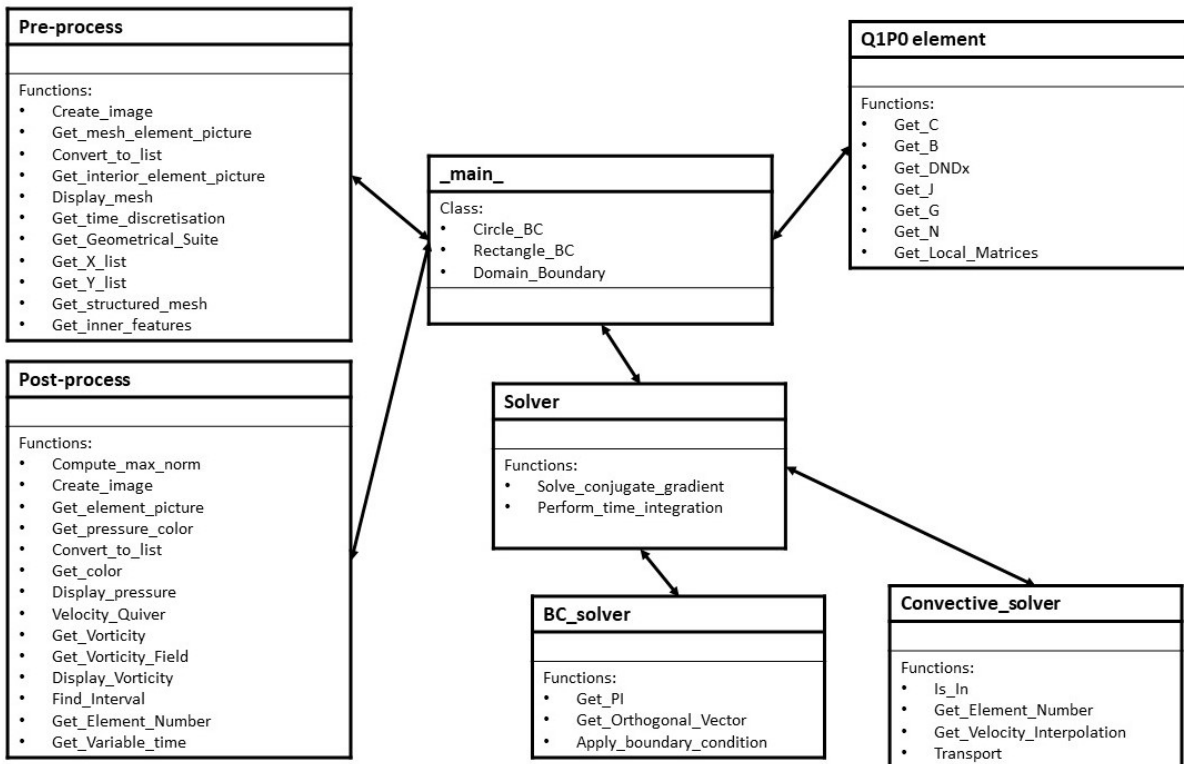 Pre-process
Functions:
• Create_image
• Get_mesh_element_picture
• Convert_to_list
• Get_interior_element_picture
• Display_mesh
• Get_time_discretisation
• Get_Geometrical_Suite
• Get_X_list
• Get_Y_list
• Get_structured_mesh
• Get_inner_features
Post-process
Functions:
• Compute_max_norm
• Create_image
• Get_element_picture
• Get_pressure_color
• Convert_to_list
• Get_color
• Display_pressure
• Velocity_Quiver
• Get_Vorticity
• Get_Vorticity_Field
• Display_Vorticity
• Find_Interval
• Get_Element_Number
• Get_Variable_time
_main_
Class:
• Circle_BC
• Rectangle_BC
• Domain_Boundary
Q1P0 element
Functions:
• Get_C
• Get_B
• Get_DNDx
• Get_J
• Get_G
• Get_N
• Get_Local_Matrices
Solver
Functions:
• Solve_conjugate_gradient
• Perform_time_integration
BC_solver
Functions:
• Get_PI
• Get_Orthogonal_Vector
• Apply_boundary_condition
Convective_solver
Functions:
• Is_In
• Get_Element_Number
• Get_Velocity_Interpolation
• Transport